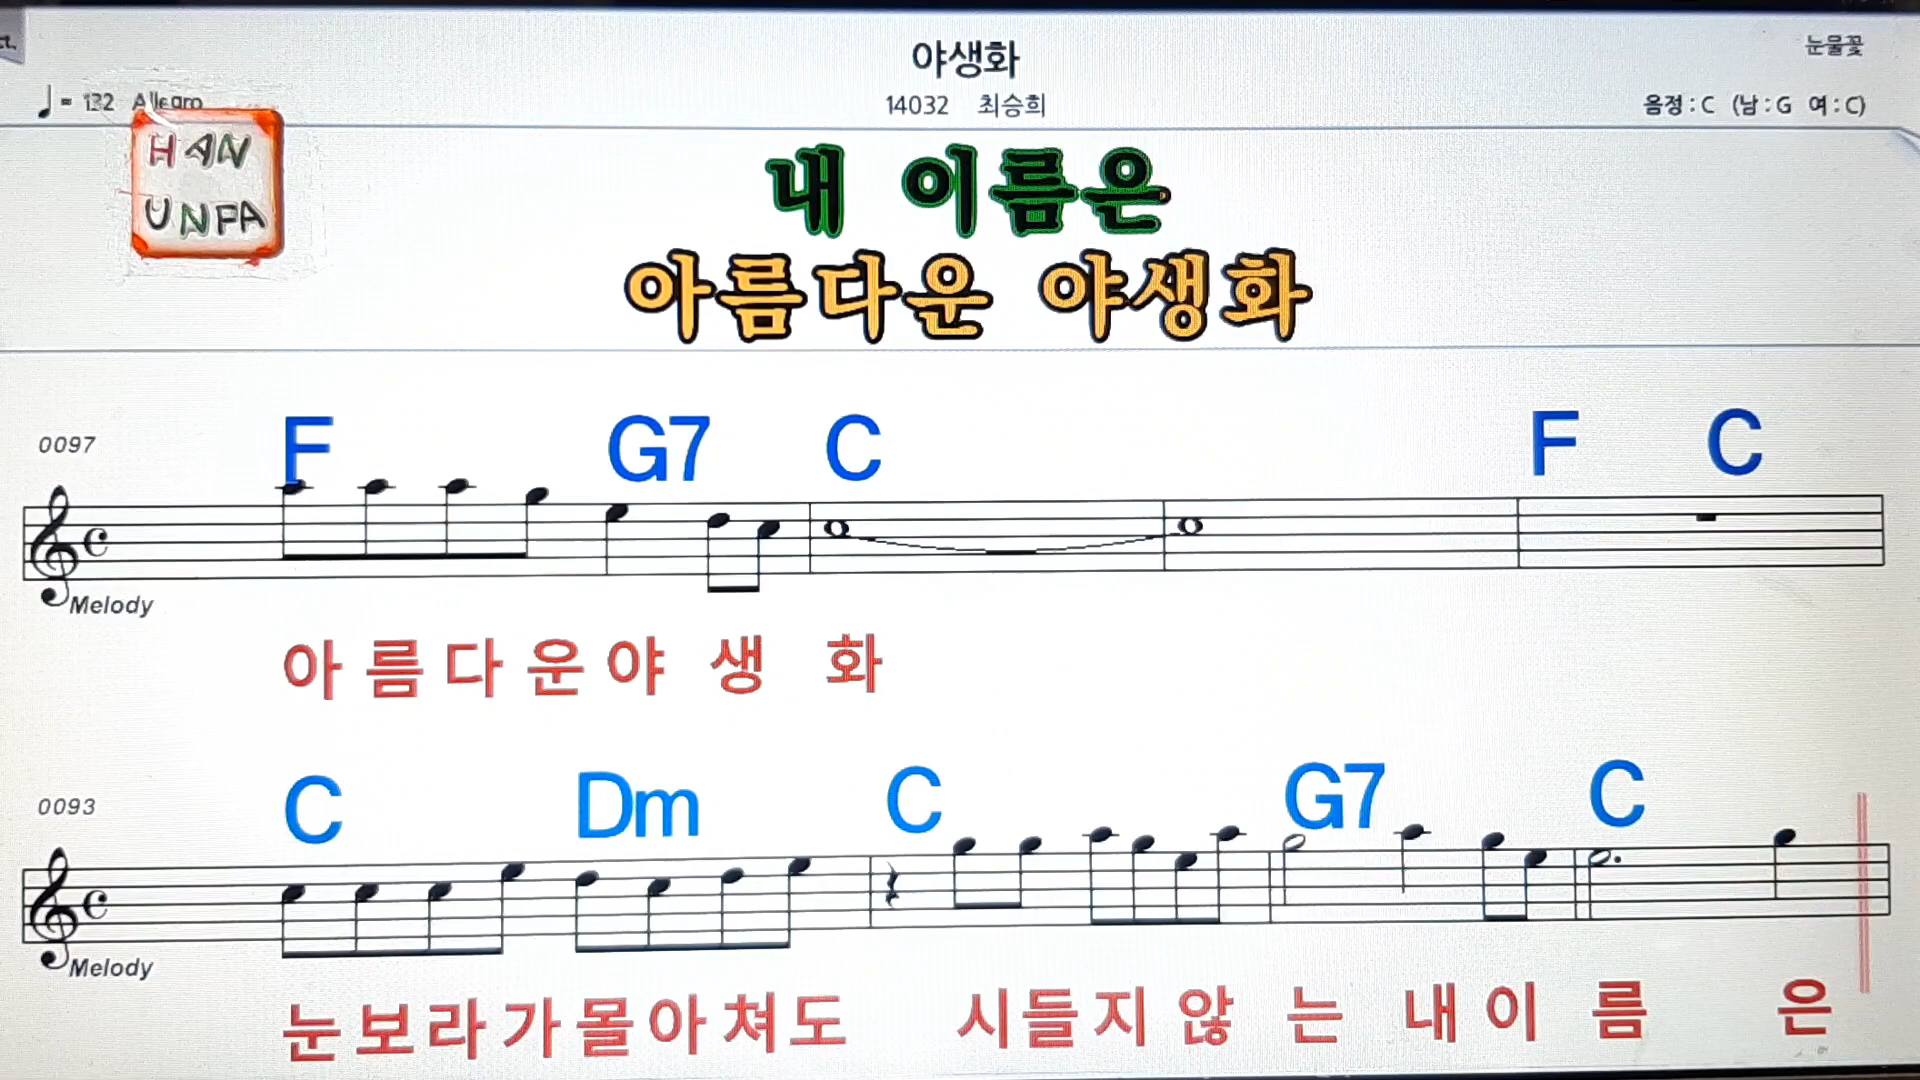 ct.
야생화
눈물꽃
♩ = 132 Allegro
14032 최승희
음정 : C (남 : G 여 : C)
HAN
UNPA
내 이름은
아름다운 야생화
0097
F G7 C F C
Melody
아름다운야 생 화
0093
C Dm C G7 C
Melody
눈보라가몰아쳐도 시들지 않 는 내이 름 은